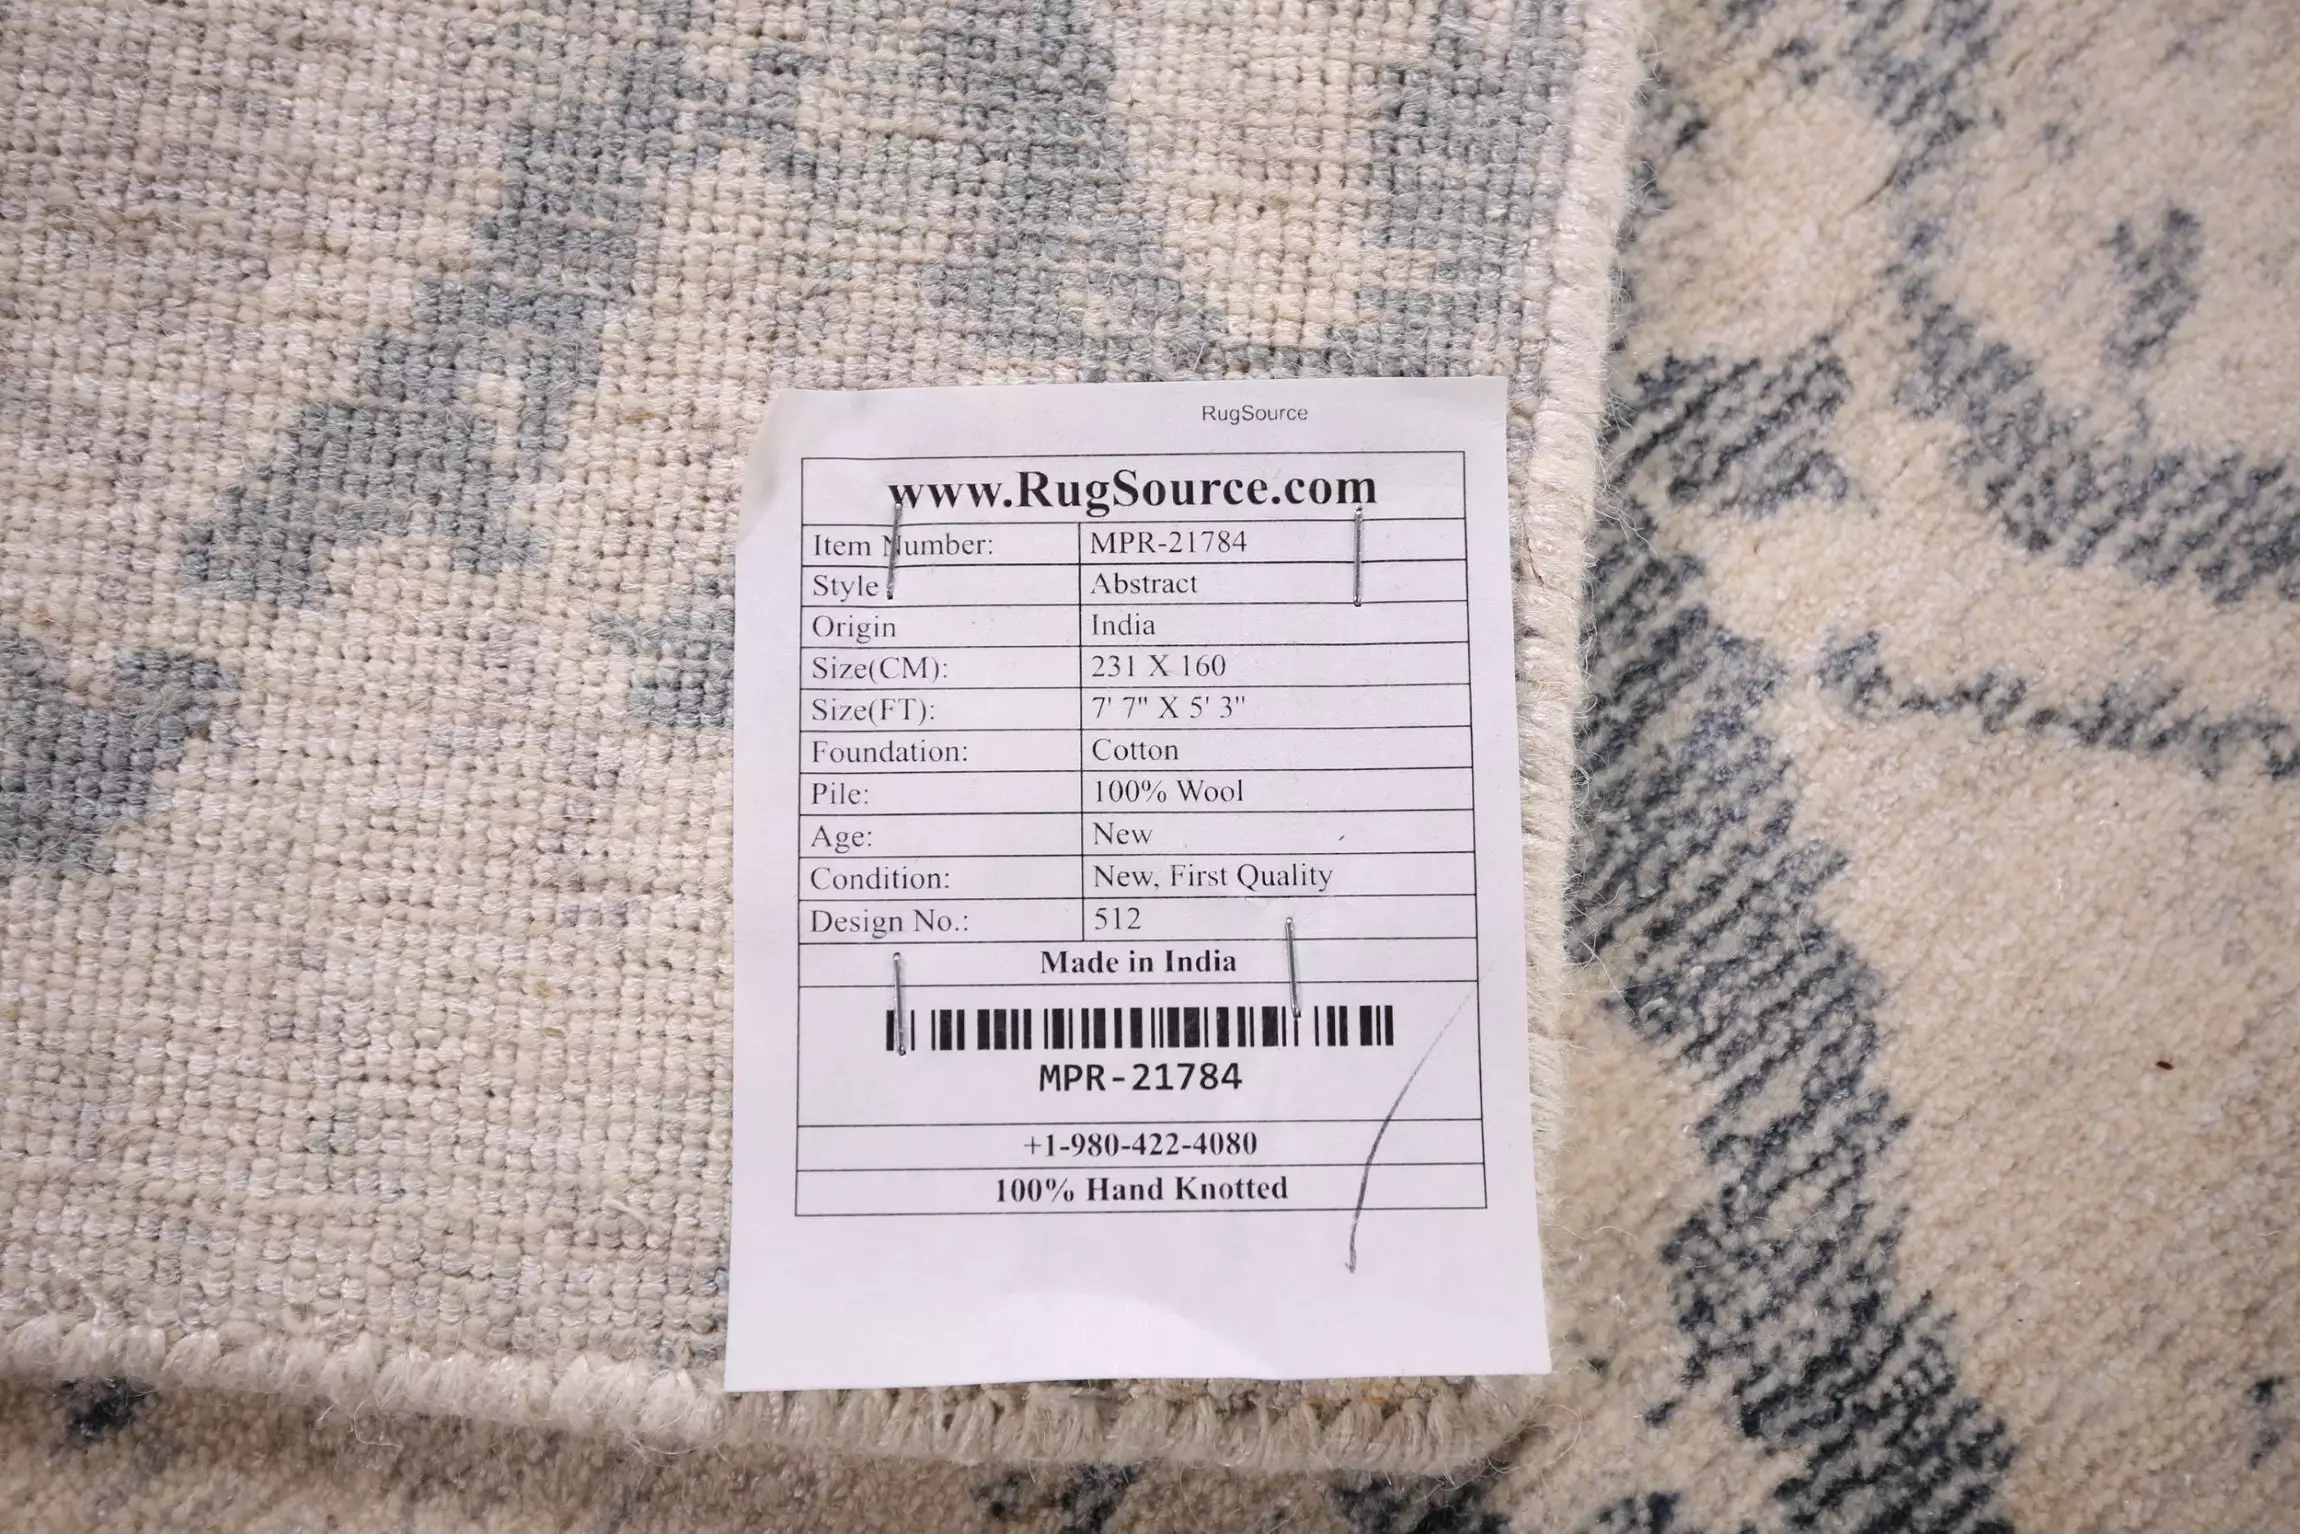 RugSource
www.RugSource.com
Item Number: MPR-21784
Style Abstract
Origin India
Size(CM): 231 X 160
Size(FT): 7' 7" X 5' 3"
Foundation: Cotton
Pile: 100% Wool
Age: New
Condition: New, First Quality
Design No.: 512
Made in India
MPR-21784
+1-980-422-4080
100% Hand Knotted